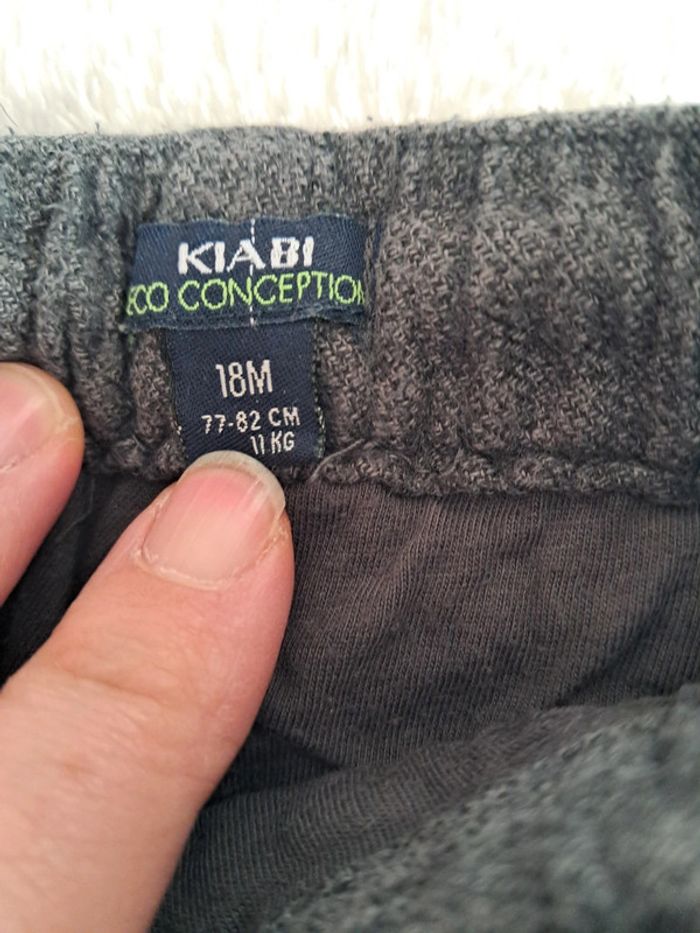 KIABI
ECO CONCEPTION
18M
77-82 CM
11 KG